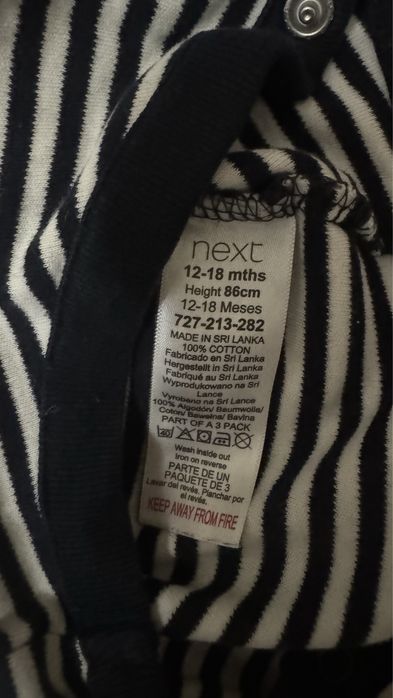 next
12-18 mths
Height 86cm
12-18 Meses
727-213-282
MADE IN SRI LANKA
100% COTTON
Fabricado en Sri Lanka
Hergestellt in Sri Lanka
Fabriqué au Sri Lanka
Wyprodukowano na Sri
Lance
Vyrobeno na Sri Lance
100% Algodón/ Baumwolle/
Coton/ Bawełna/ Bavlna
PART OF A 3 PACK
40
Wash inside out
Iron on reverse
PARTE DE UN
PAQUETE DE 3
Lavar del revés. Planchar por
el revés.
KEEP AWAY FROM FIRE